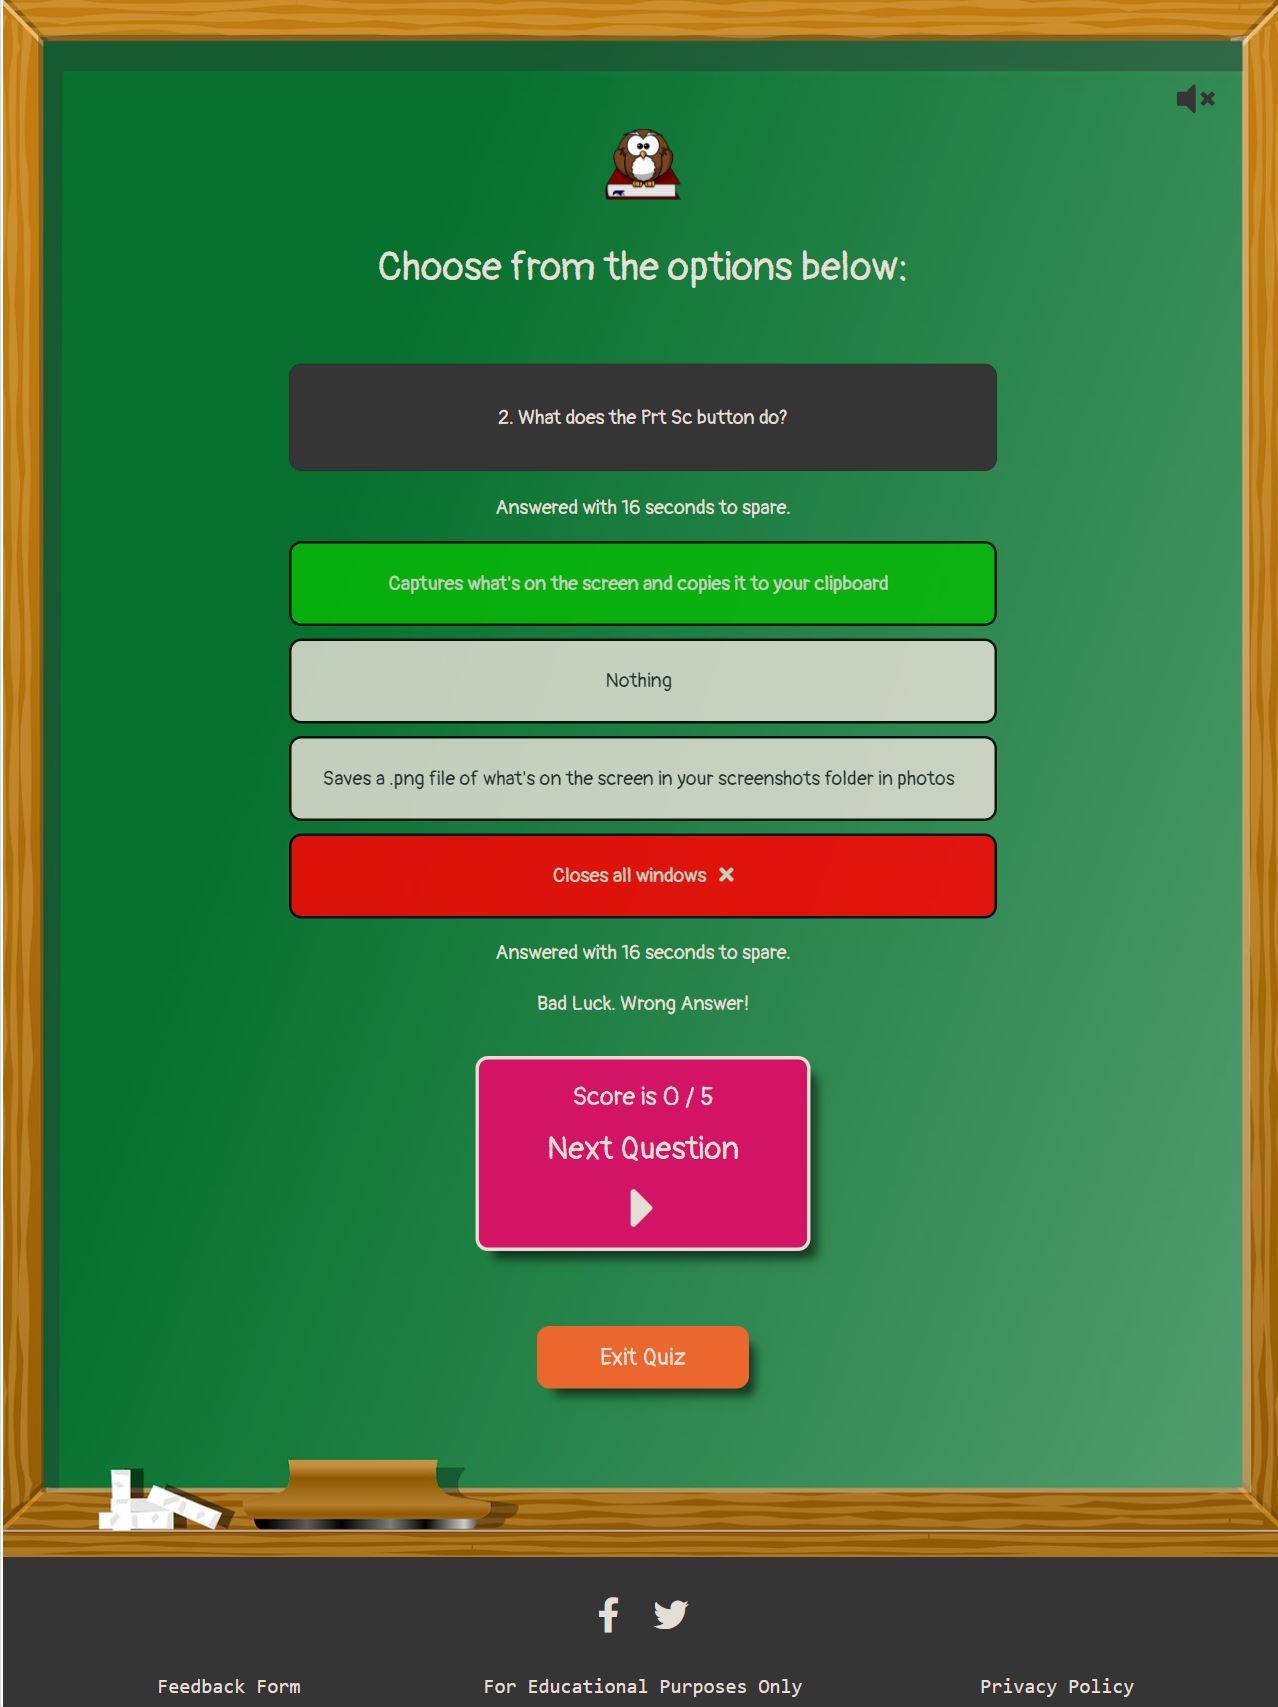 Choose from the options below:
2. What does the Prt Sc button do?
Answered with 16 seconds to spare.
Captures what's on the screen and copies it to your clipboard
Nothing
Saves a .png file of what's on the screen in your screenshots folder in photos
Closes all windows
Answered with 16 seconds to spare.
Bad Luck. Wrong Answer!
Score is 0 / 5
Next Question
Exit Quiz
Feedback Form
For Educational Purposes Only
Privacy Policy